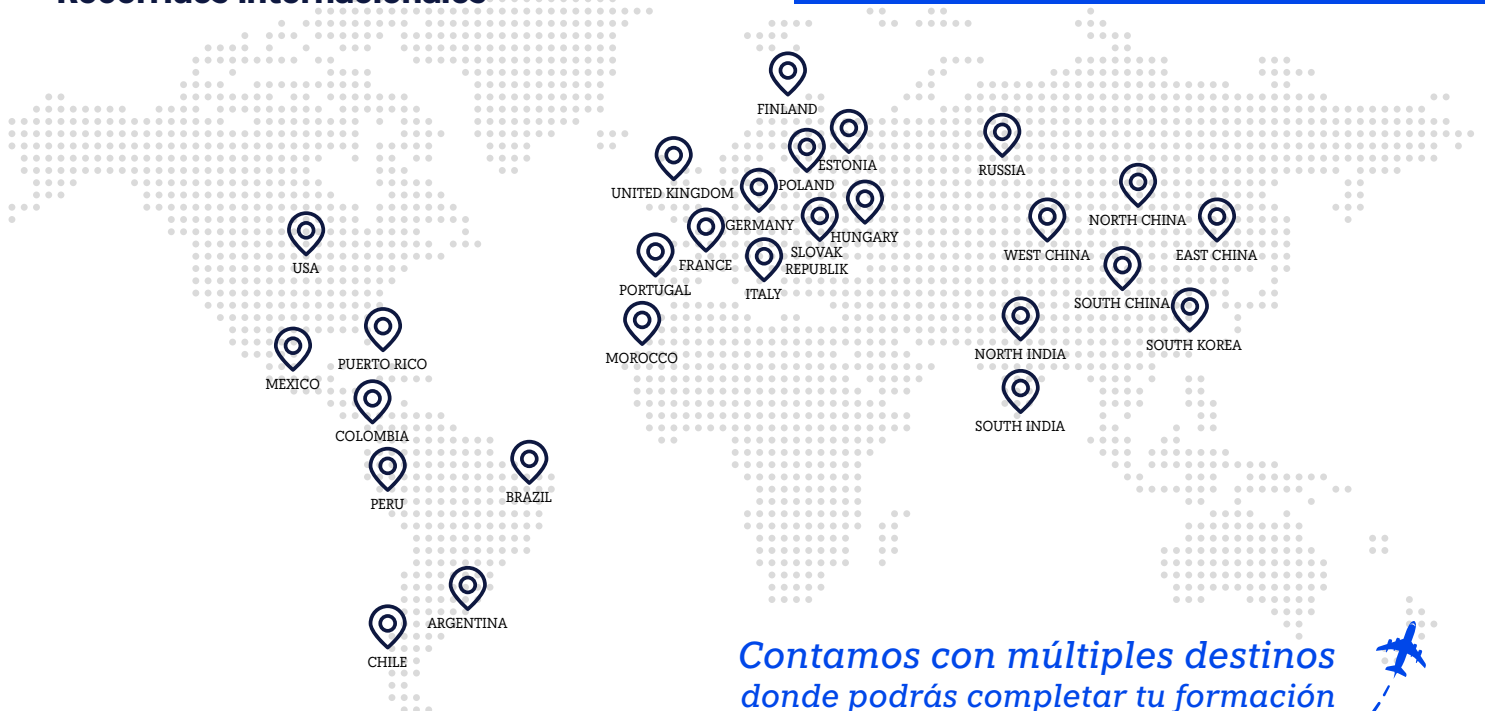 Recorridos Internacionales
FINLAND
ESTONIA
RUSSIA
POLAND
UNITED KINGDOM
GERMANY
HUNGARY
NORTH CHINA
USA
FRANCE
SLOVAK
REPUBLIK
WEST CHINA
EAST CHINA
PORTUGAL
ITALY
SOUTH CHINA
MOROCCO
SOUTH KOREA
NORTH INDIA
PUERTO RICO
MEXICO
SOUTH INDIA
COLOMBIA
PERU
BRAZIL
ARGENTINA
CHILE
Contamos con múltiples destinos
donde podrás completar tu formación